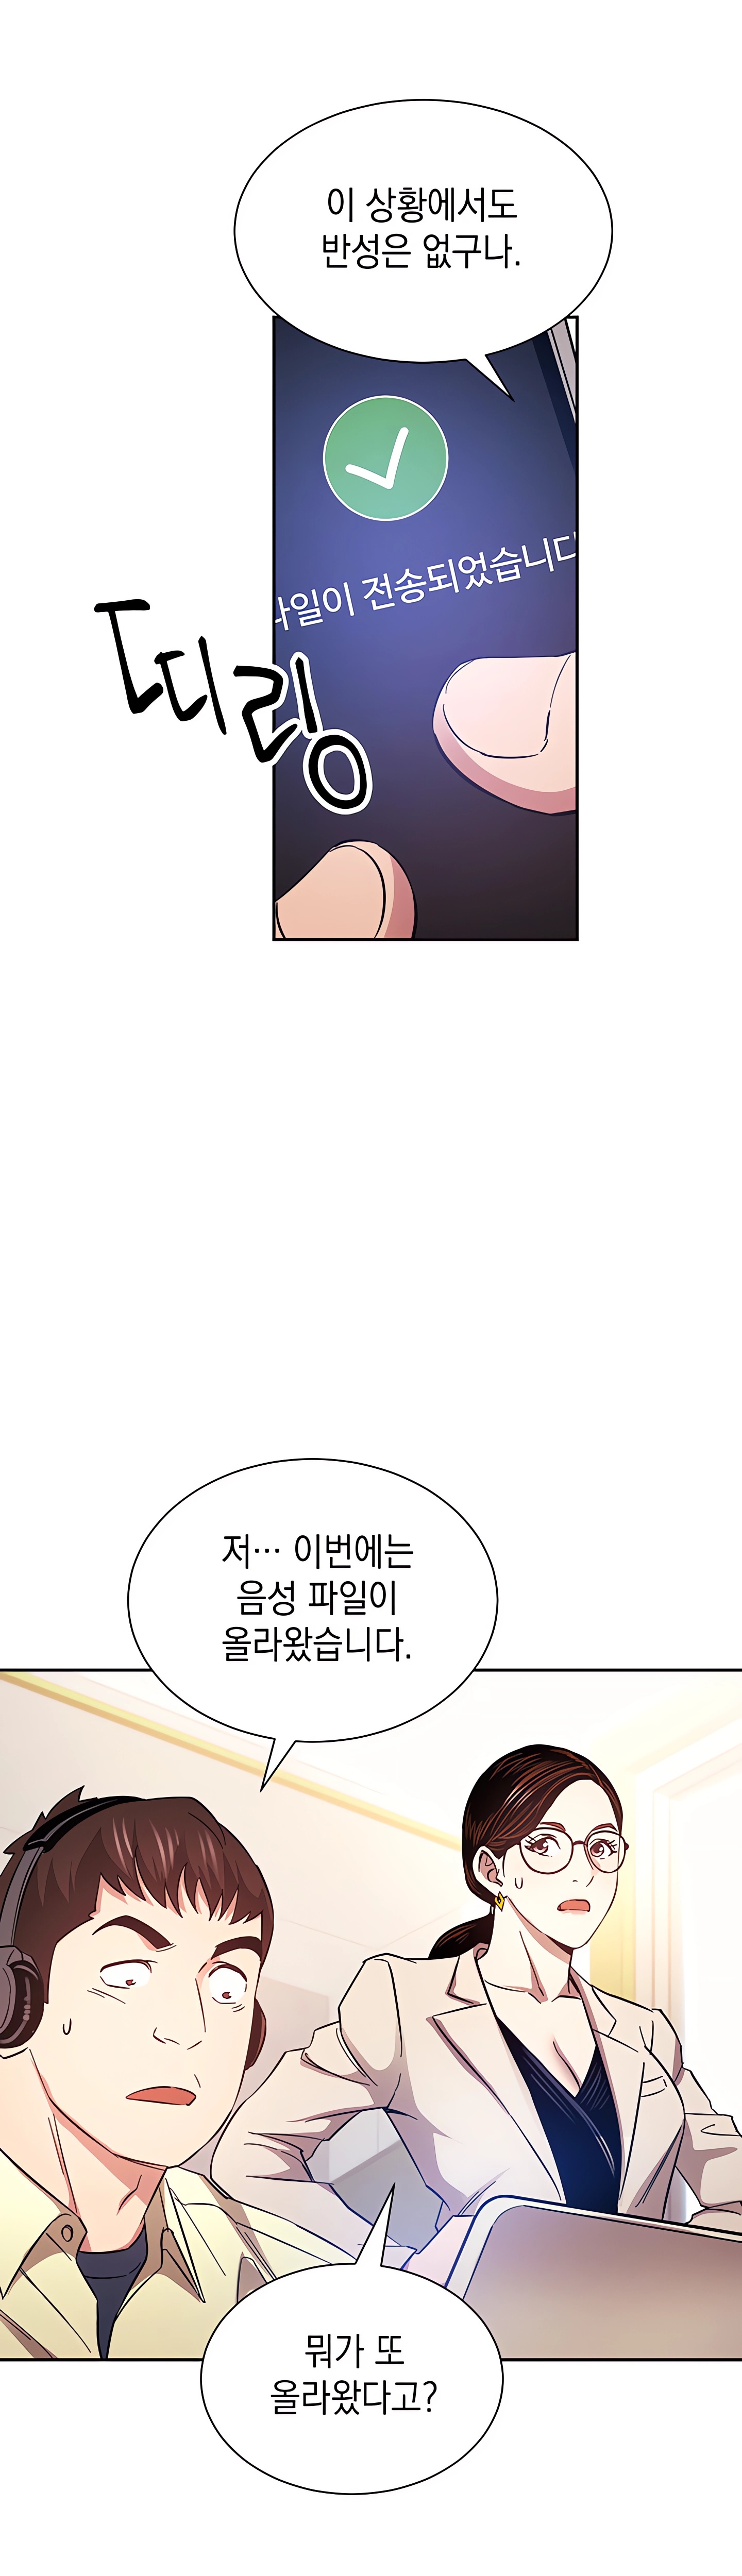 이 상황에서도
반성은 없구나.
파일이 전송되었습니다
띠링
저… 이번에는
음성 파일이
올라왔습니다.
뭐가 또
올라왔다고?